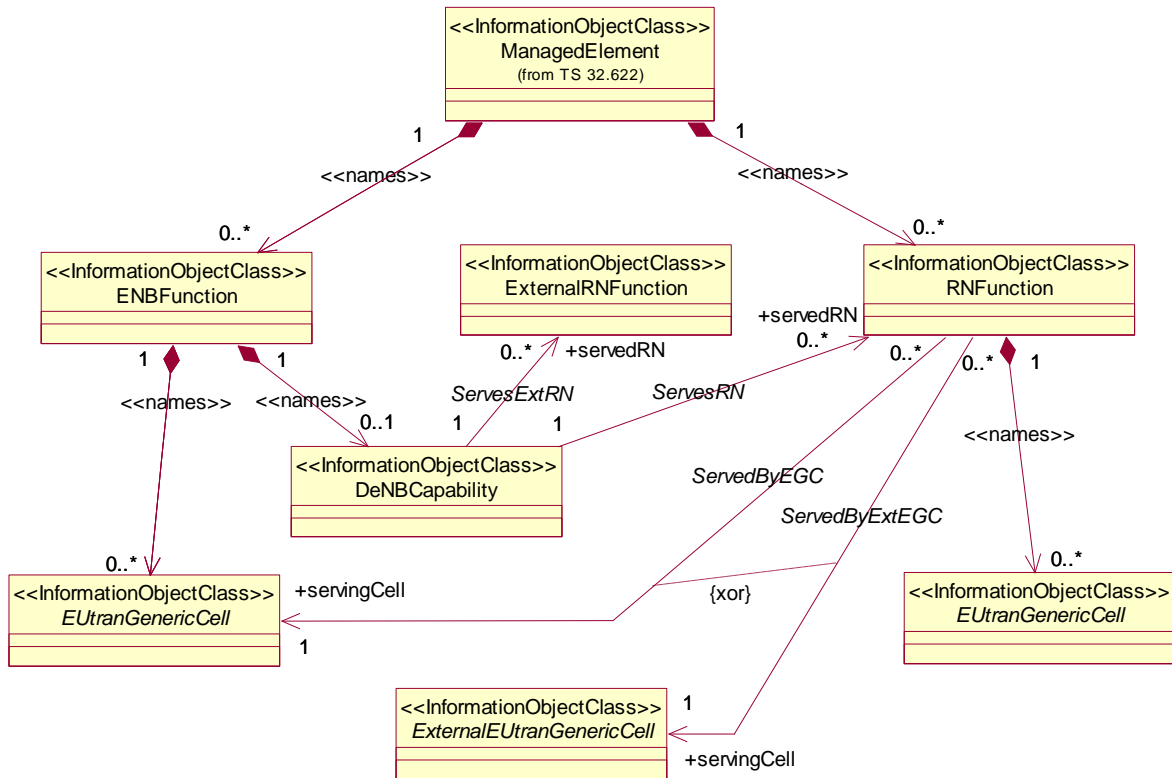 <<InformationObjectClass>>
ManagedElement
(from TS 32.622)
1
1
<<names>>
<<names>>
0..*
0..*
<<InformationObjectClass>>
ENBFunction
<<InformationObjectClass>>
ExternalRNFunction
<<InformationObjectClass>>
RNFunction
+servedRN
0..*
+servedRN
0..*
0..*
0..*
1
1
1
<<names>>
<<names>>
ServesExtRN
ServesRN
0..1
1
1
<<names>>
<<InformationObjectClass>>
DeNBCapability
ServedByEGC
ServedByExtEGC
0..*
0..*
<<InformationObjectClass>>
EUtranGenericCell
+servingCell
1
{xor}
<<InformationObjectClass>>
EUtranGenericCell
<<InformationObjectClass>>
ExternalEUtranGenericCell
1
+servingCell